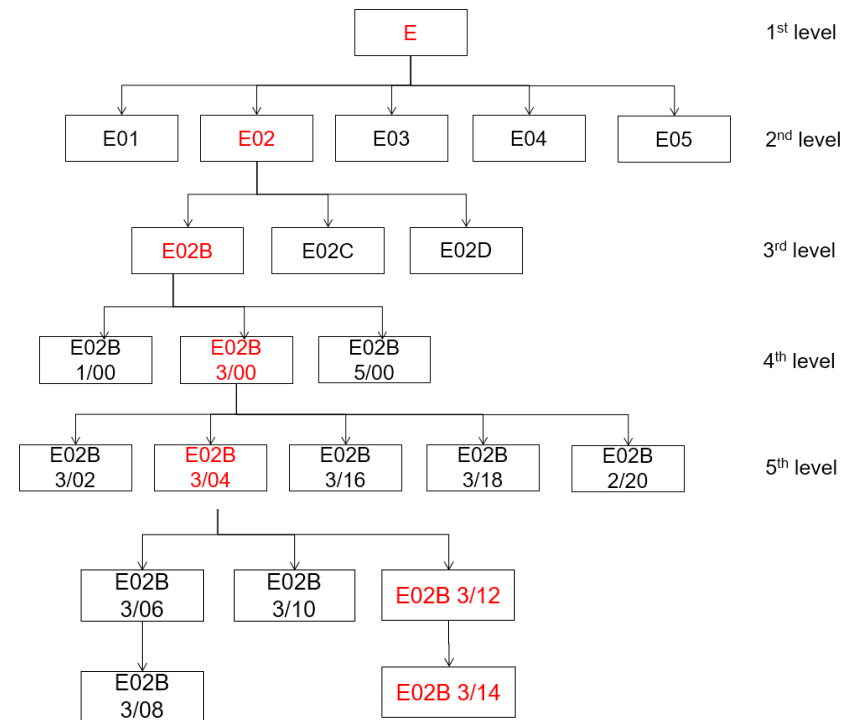 E
1st level
E01
E02
E03
E04
E05
2nd level
E02B
E02C
E02D
3rd level
E02B
1/00
E02B
3/00
E02B
5/00
4th level
E02B
3/02
E02B
3/04
E02B
3/16
E02B
3/18
E02B
2/20
5th level
E02B
3/06
E02B
3/10
E02B 3/12
E02B
3/08
E02B 3/14